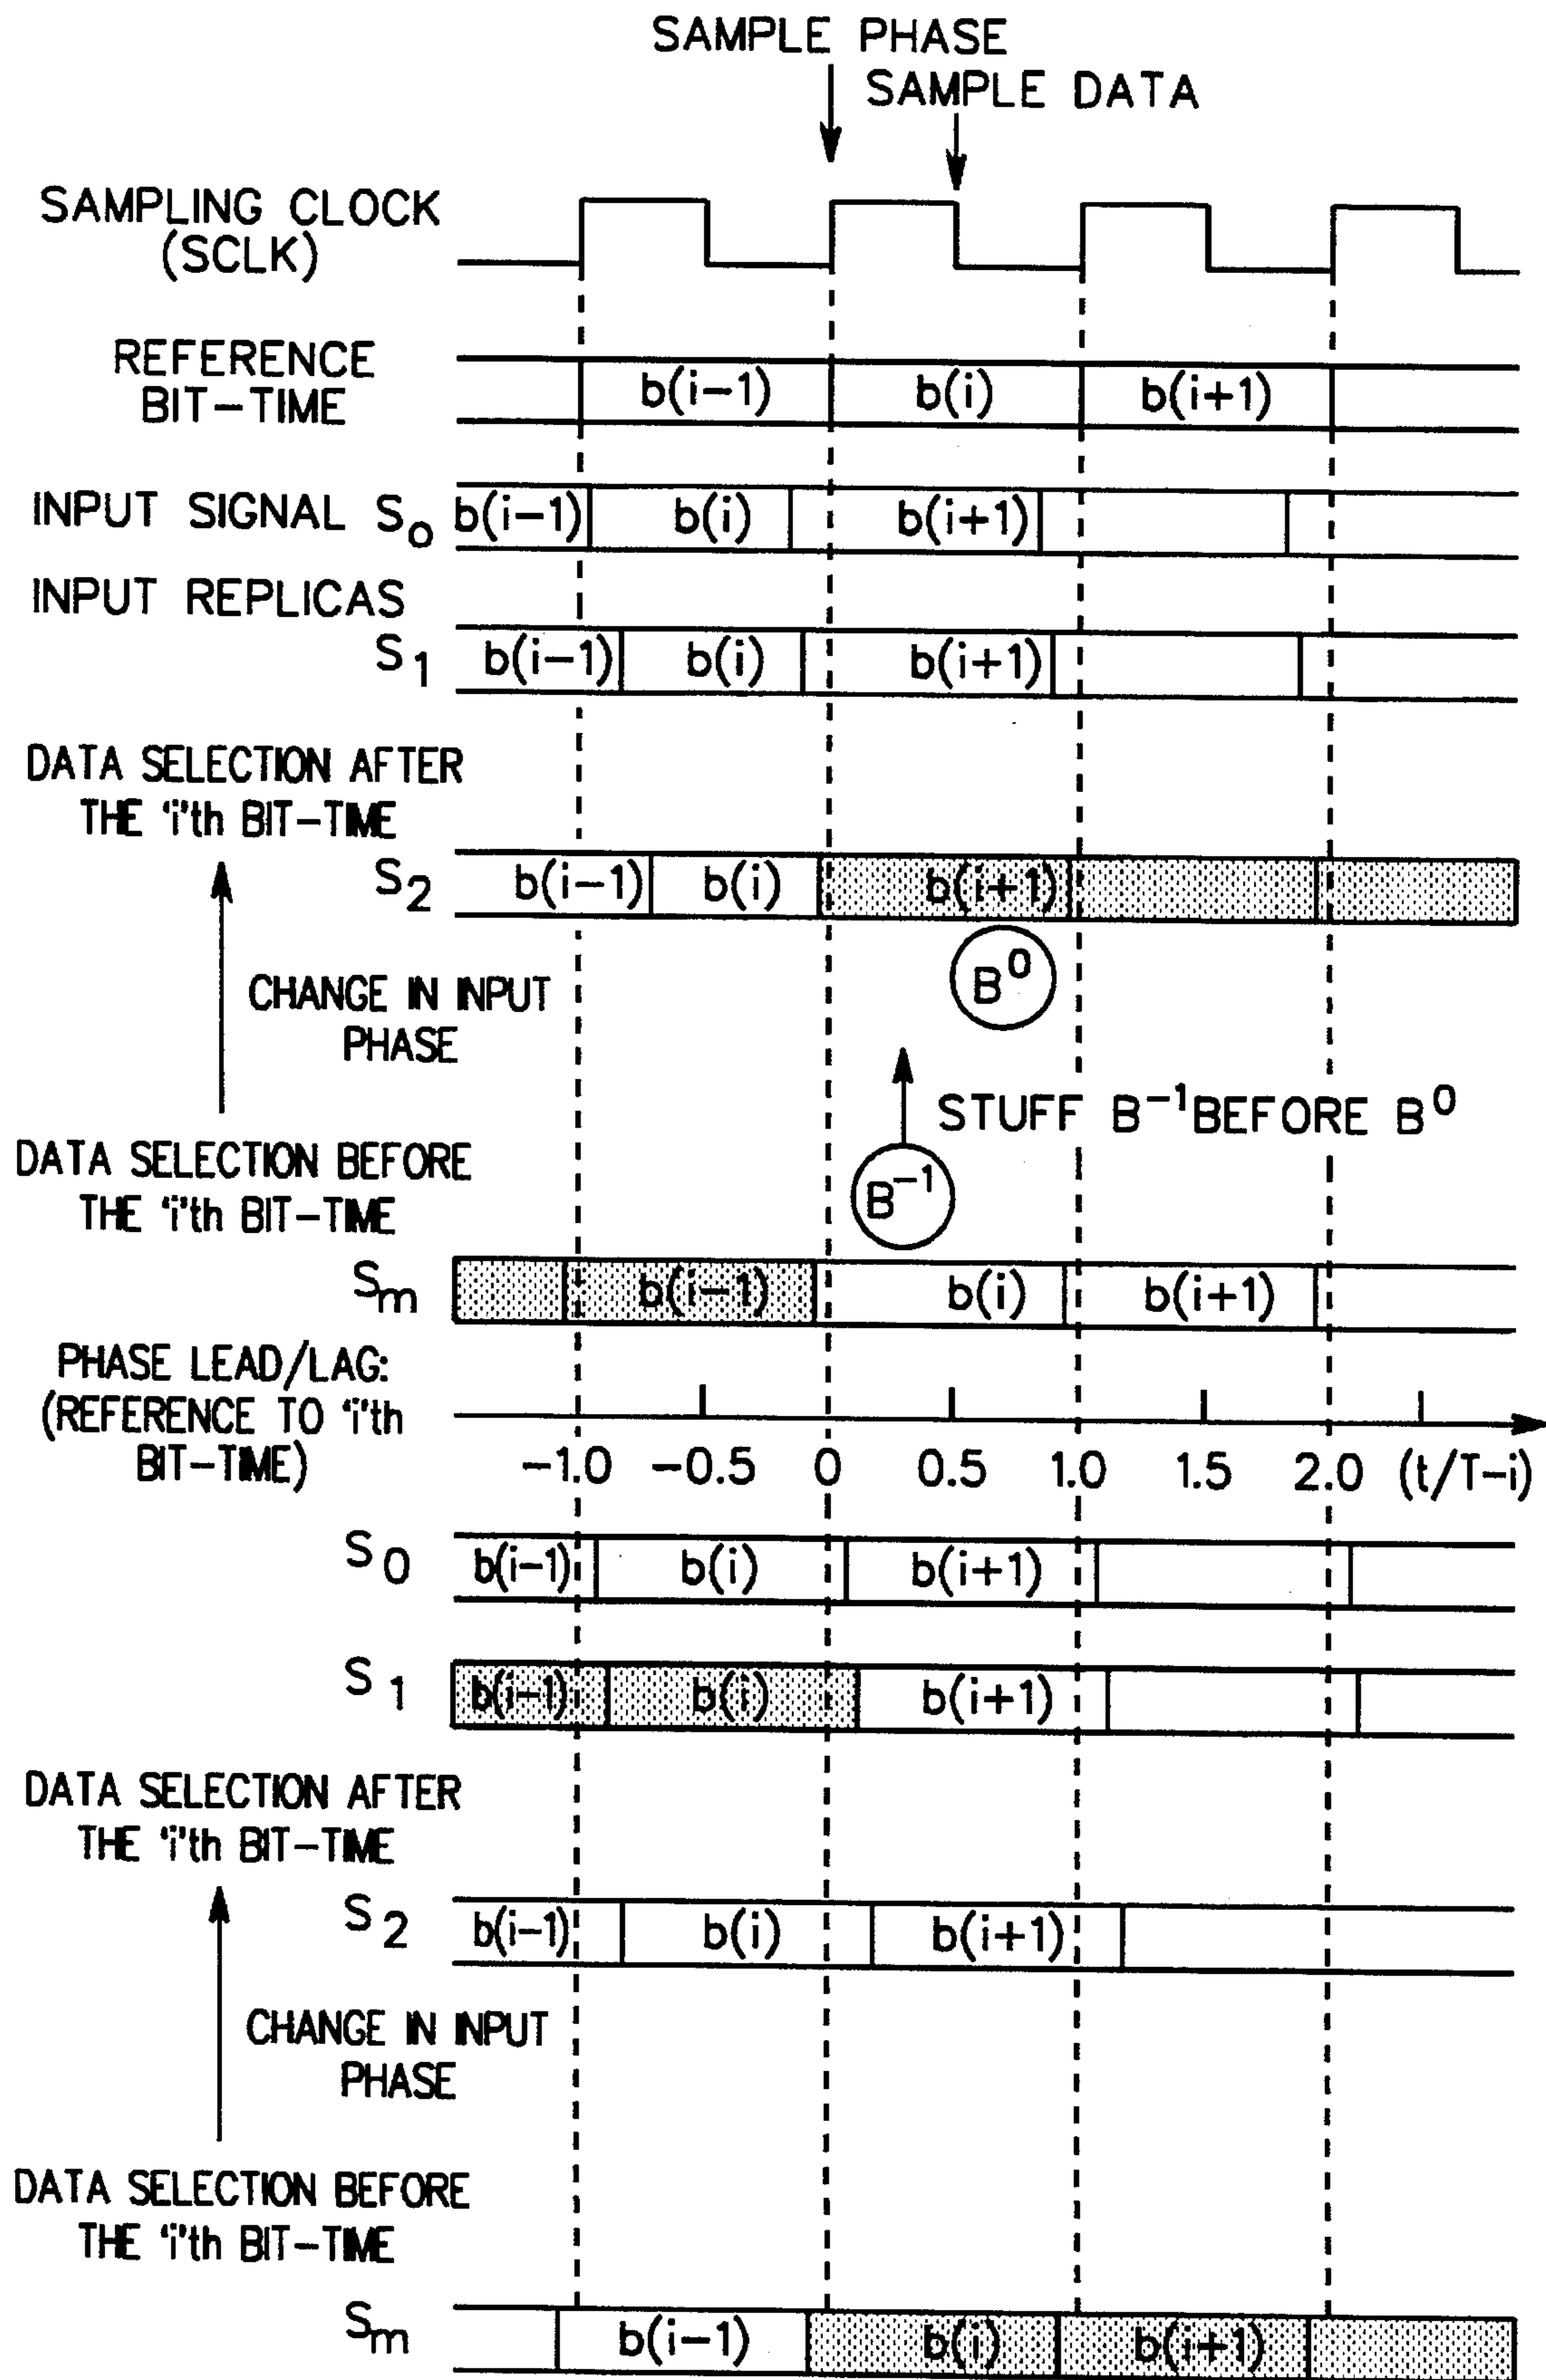 SAMPLE PHASE
SAMPLE DATA
SAMPLING CLOCK
(SCLK)
REFERENCE
BIT-TIME
b(i-1) b(i) b(i+1)
INPUT SIGNAL S0 b(i-1) b(i) b(i+1)
INPUT REPLICAS
S1 b(i-1) b(i) b(i+1)
DATA SELECTION AFTER
THE 'i'th BIT-TIME
S2 b(i-1) b(i) b(i+1)
B⁰
CHANGE IN INPUT
PHASE
STUFF B⁻¹ BEFORE B⁰
B⁻¹
DATA SELECTION BEFORE
THE 'i'th BIT-TIME
Sm b(i-1) b(i) b(i+1)
PHASE LEAD/LAG:
(REFERENCE TO 'i'th
BIT-TIME)
-1.0 -0.5 0 0.5 1.0 1.5 2.0 (t/T-i)
S0 b(i-1) b(i) b(i+1)
S1 b(i-1) b(i) b(i+1)
DATA SELECTION AFTER
THE 'i'th BIT-TIME
S2 b(i-1) b(i) b(i+1)
CHANGE IN INPUT
PHASE
DATA SELECTION BEFORE
THE 'i'th BIT-TIME
Sm b(i-1) b(i) b(i+1)